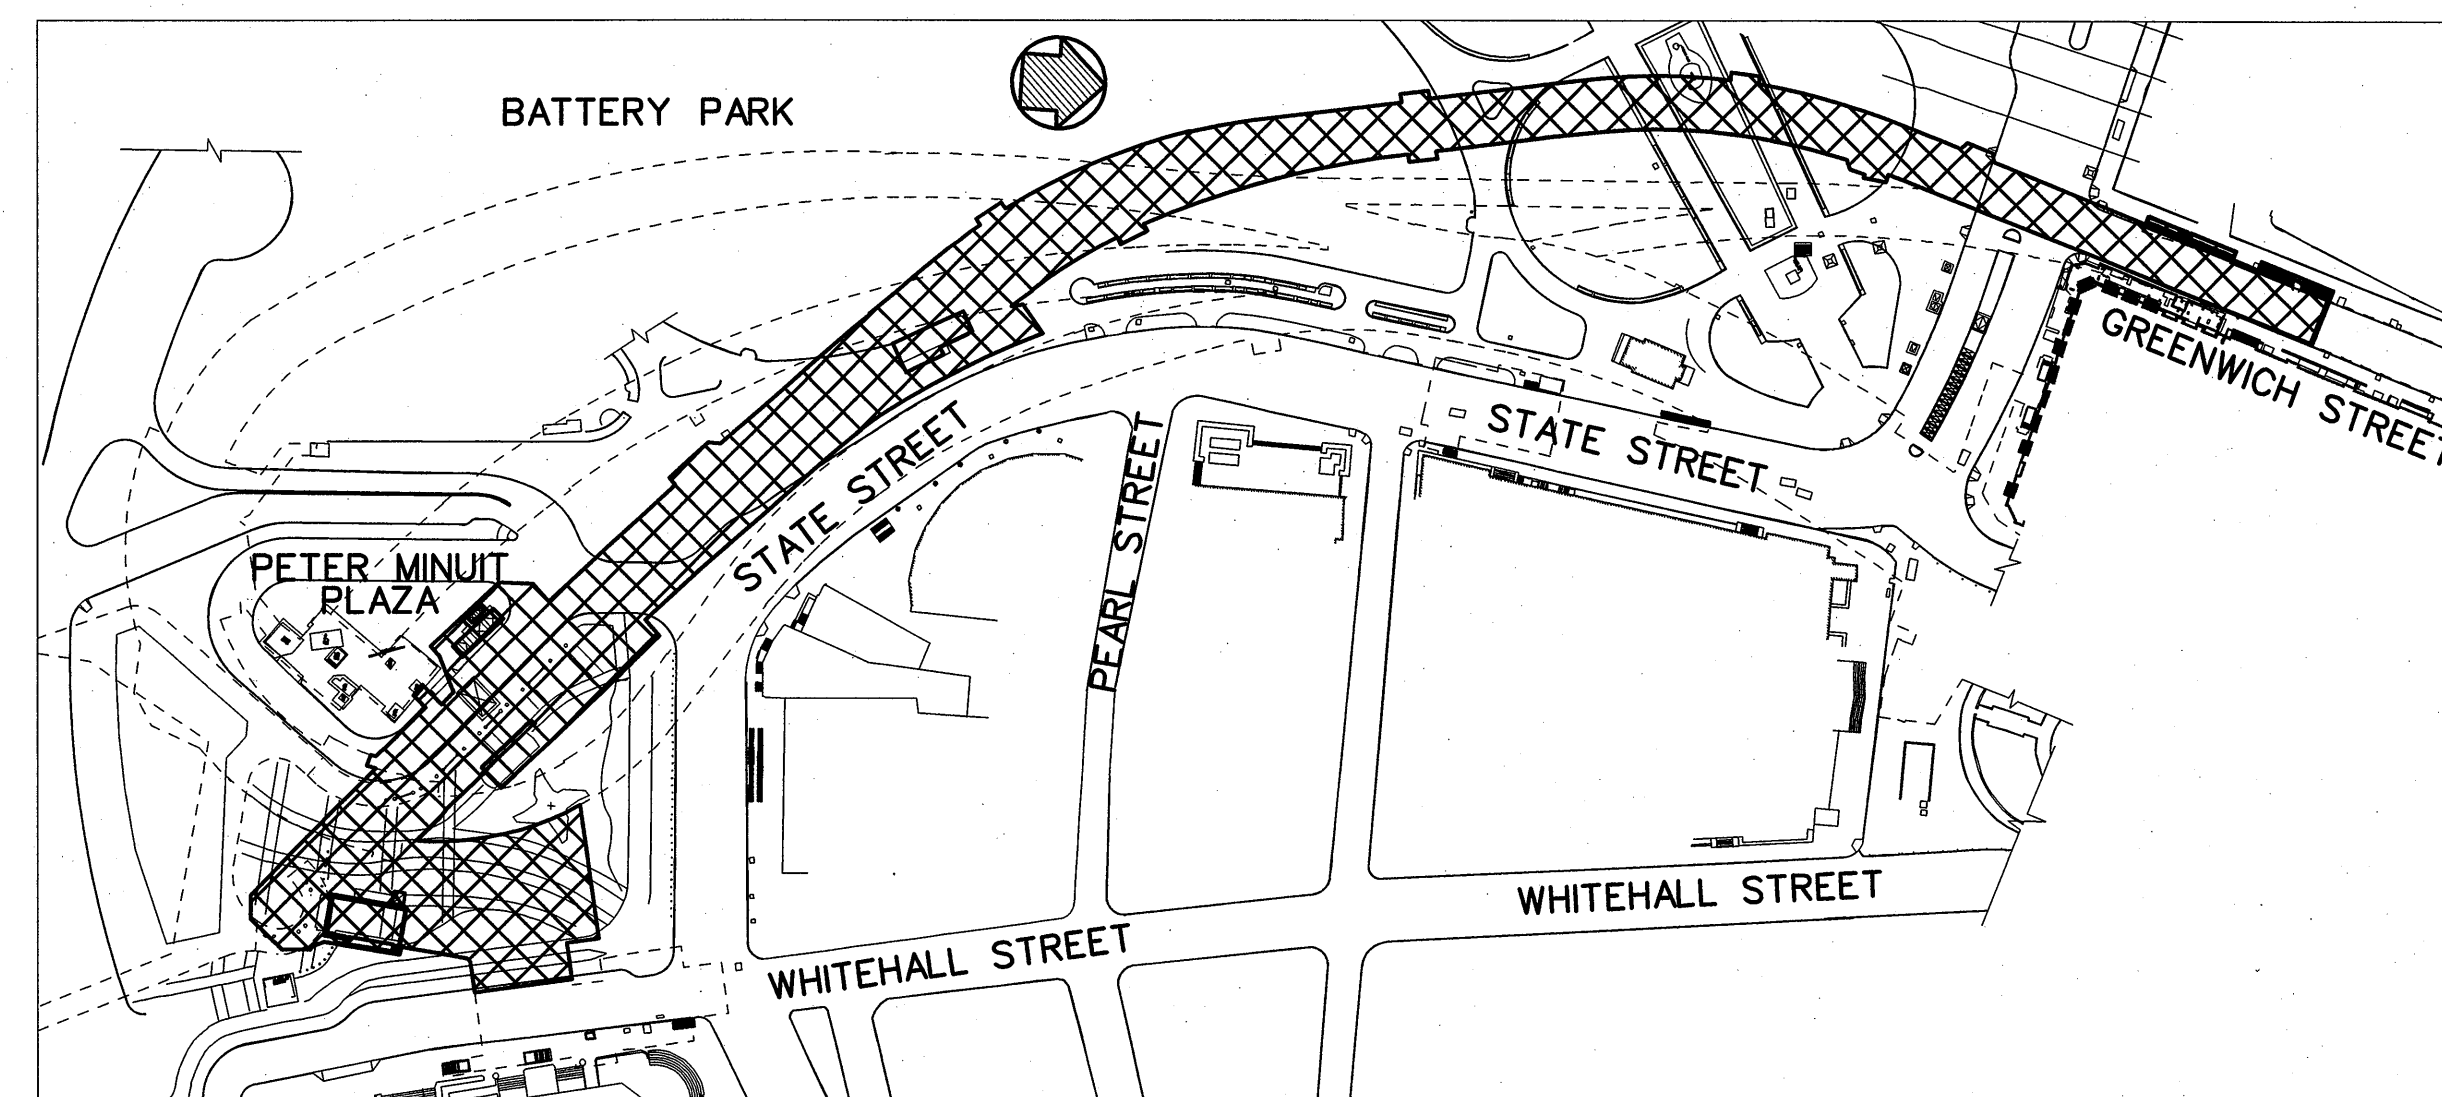 BATTERY PARK
GREENWICH STREET
STATE STREET
STATE STREET
PEARL STREET
PETER MINUIT
PLAZA
WHITEHALL STREET
WHITEHALL STREET